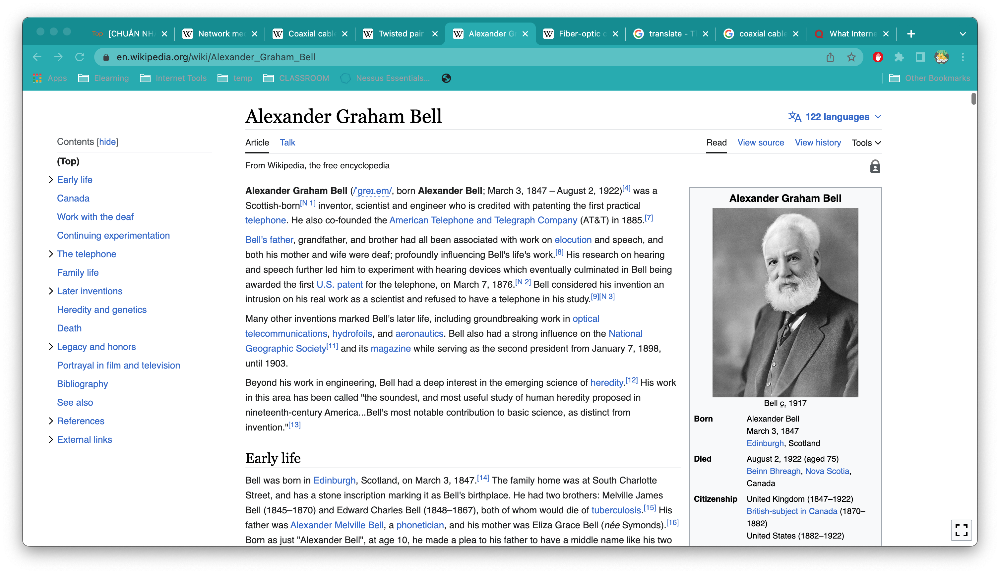 Top [CHUẨN NH
Network me
Coaxial cable
Twisted pair
Alexander Gr
Fiber-optic c
translate - T
coaxial cable
What Interne
en.wikipedia.org/wiki/Alexander_Graham_Bell
Apps
Elearning
Internet Tools
temp
CLASSROOM
Nessus Essentials...
Other Bookmarks
Alexander Graham Bell
122 languages
Contents [hide]
(Top)
Early life
Canada
Work with the deaf
Continuing experimentation
The telephone
Family life
Later inventions
Heredity and genetics
Death
Legacy and honors
Portrayal in film and television
Bibliography
See also
References
External links
Article Talk
Read View source View history Tools
From Wikipedia, the free encyclopedia
Alexander Graham Bell (/ˈɡreɪ.əm/, born Alexander Bell; March 3, 1847 – August 2, 1922)[4] was a
Scottish-born[N 1] inventor, scientist and engineer who is credited with patenting the first practical
telephone. He also co-founded the American Telephone and Telegraph Company (AT&T) in 1885.[7]
Bell's father, grandfather, and brother had all been associated with work on elocution and speech, and
both his mother and wife were deaf; profoundly influencing Bell's life's work.[8] His research on hearing
and speech further led him to experiment with hearing devices which eventually culminated in Bell being
awarded the first U.S. patent for the telephone, on March 7, 1876.[N 2] Bell considered his invention an
intrusion on his real work as a scientist and refused to have a telephone in his study.[9][N 3]
Many other inventions marked Bell's later life, including groundbreaking work in optical
telecommunications, hydrofoils, and aeronautics. Bell also had a strong influence on the National
Geographic Society[11] and its magazine while serving as the second president from January 7, 1898,
until 1903.
Beyond his work in engineering, Bell had a deep interest in the emerging science of heredity.[12] His work
in this area has been called "the soundest, and most useful study of human heredity proposed in
nineteenth-century America...Bell's most notable contribution to basic science, as distinct from
invention."[13]
Early life
Bell was born in Edinburgh, Scotland, on March 3, 1847.[14] The family home was at South Charlotte
Street, and has a stone inscription marking it as Bell's birthplace. He had two brothers: Melville James
Bell (1845–1870) and Edward Charles Bell (1848–1867), both of whom would die of tuberculosis.[15] His
father was Alexander Melville Bell, a phonetician, and his mother was Eliza Grace Bell (née Symonds).[16]
Born as just "Alexander Bell", at age 10, he made a plea to his father to have a middle name like his two
Alexander Graham Bell
Bell c. 1917
Born Alexander Bell
March 3, 1847
Edinburgh, Scotland
Died August 2, 1922 (aged 75)
Beinn Bhreagh, Nova Scotia,
Canada
Citizenship United Kingdom (1847–1922)
British-subject in Canada (1870–
1882)
United States (1882–1922)